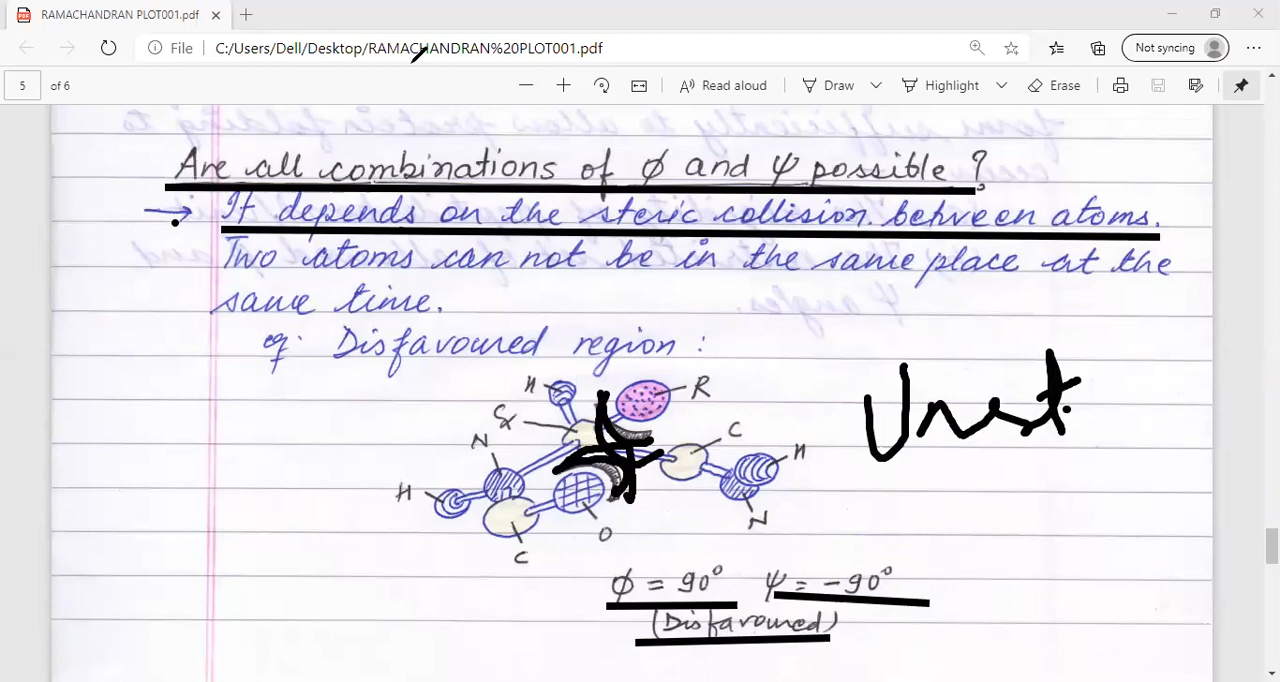 RAMACHANDRAN PLOT001.pdf
File C:/Users/Dell/Desktop/RAMACHANDRAN%20PLOT001.pdf Not syncing
5 of 6 Read aloud Draw Highlight Erase
Are all combinations of φ and ψ possible?
→ It depends on the steric collision between atoms.
Two atoms can not be in the same place at the
same time.
eg. Disfavoured region :
H R
Cα C
N H
H N
O
C
φ = 90° ψ = -90°
(Disfavoured)
Unst